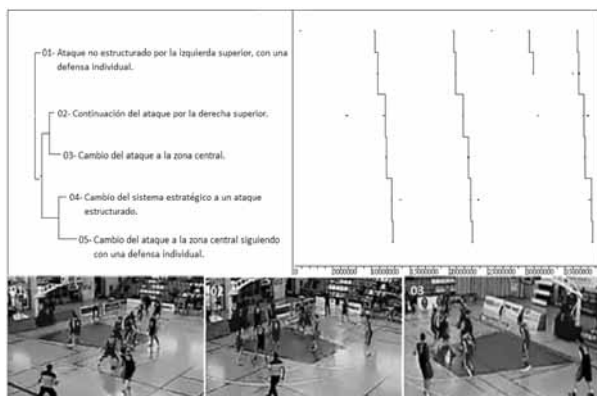 01- Ataque no estructurado por la izquierda superior, con una
defensa individual.
02- Continuación del ataque por la derecha superior.
03- Cambio del ataque a la zona central.
04- Cambio del sistema estratégico a un ataque
estructurado.
05- Cambio del ataque a la zona central siguiendo
con una defensa individual.
01
02
03